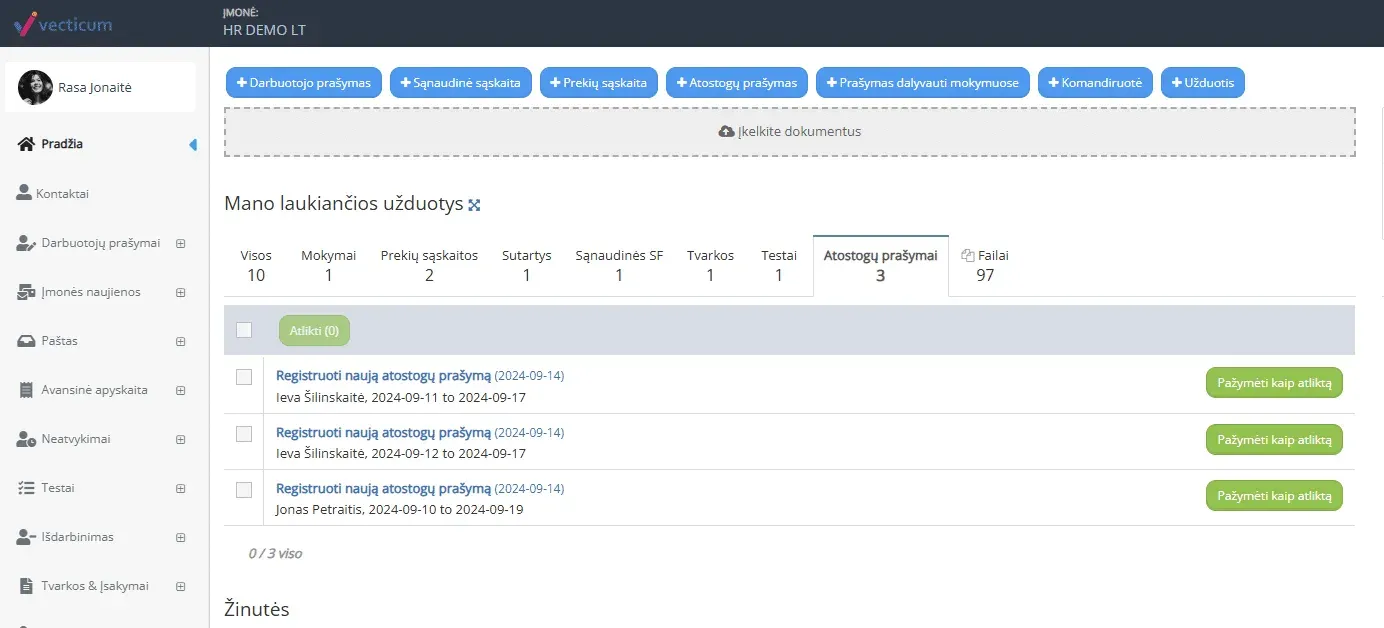 vecticum
ĮMONĖ:
HR DEMO LT
Rasa Jonaitė
Pradžia
Kontaktai
Darbuotojų prašymai
Įmonės naujienos
Paštas
Avansinė apyskaita
Neatvykimai
Testai
Išdarbinimas
Tvarkos & Įsakymai
+ Darbuotojo prašymas
+ Sąnaudinė sąskaita
+ Prekių sąskaita
+ Atostogų prašymas
+ Prašymas dalyvauti mokymuose
+ Komandiruotė
+ Užduotis
Įkelkite dokumentus
Mano laukiančios užduotys
Visos
10
Mokymai
1
Prekių sąskaitos
2
Sutartys
1
Sąnaudinės SF
1
Tvarkos
1
Testai
1
Atostogų prašymai
3
Failai
97
Atlikti (0)
Registruoti naują atostogų prašymą (2024-09-14)
Ieva Šilinskaitė, 2024-09-11 to 2024-09-17
Pažymėti kaip atliktą
Registruoti naują atostogų prašymą (2024-09-14)
Ieva Šilinskaitė, 2024-09-12 to 2024-09-17
Pažymėti kaip atliktą
Registruoti naują atostogų prašymą (2024-09-14)
Jonas Petraitis, 2024-09-10 to 2024-09-19
Pažymėti kaip atliktą
0 / 3 viso
Žinutės